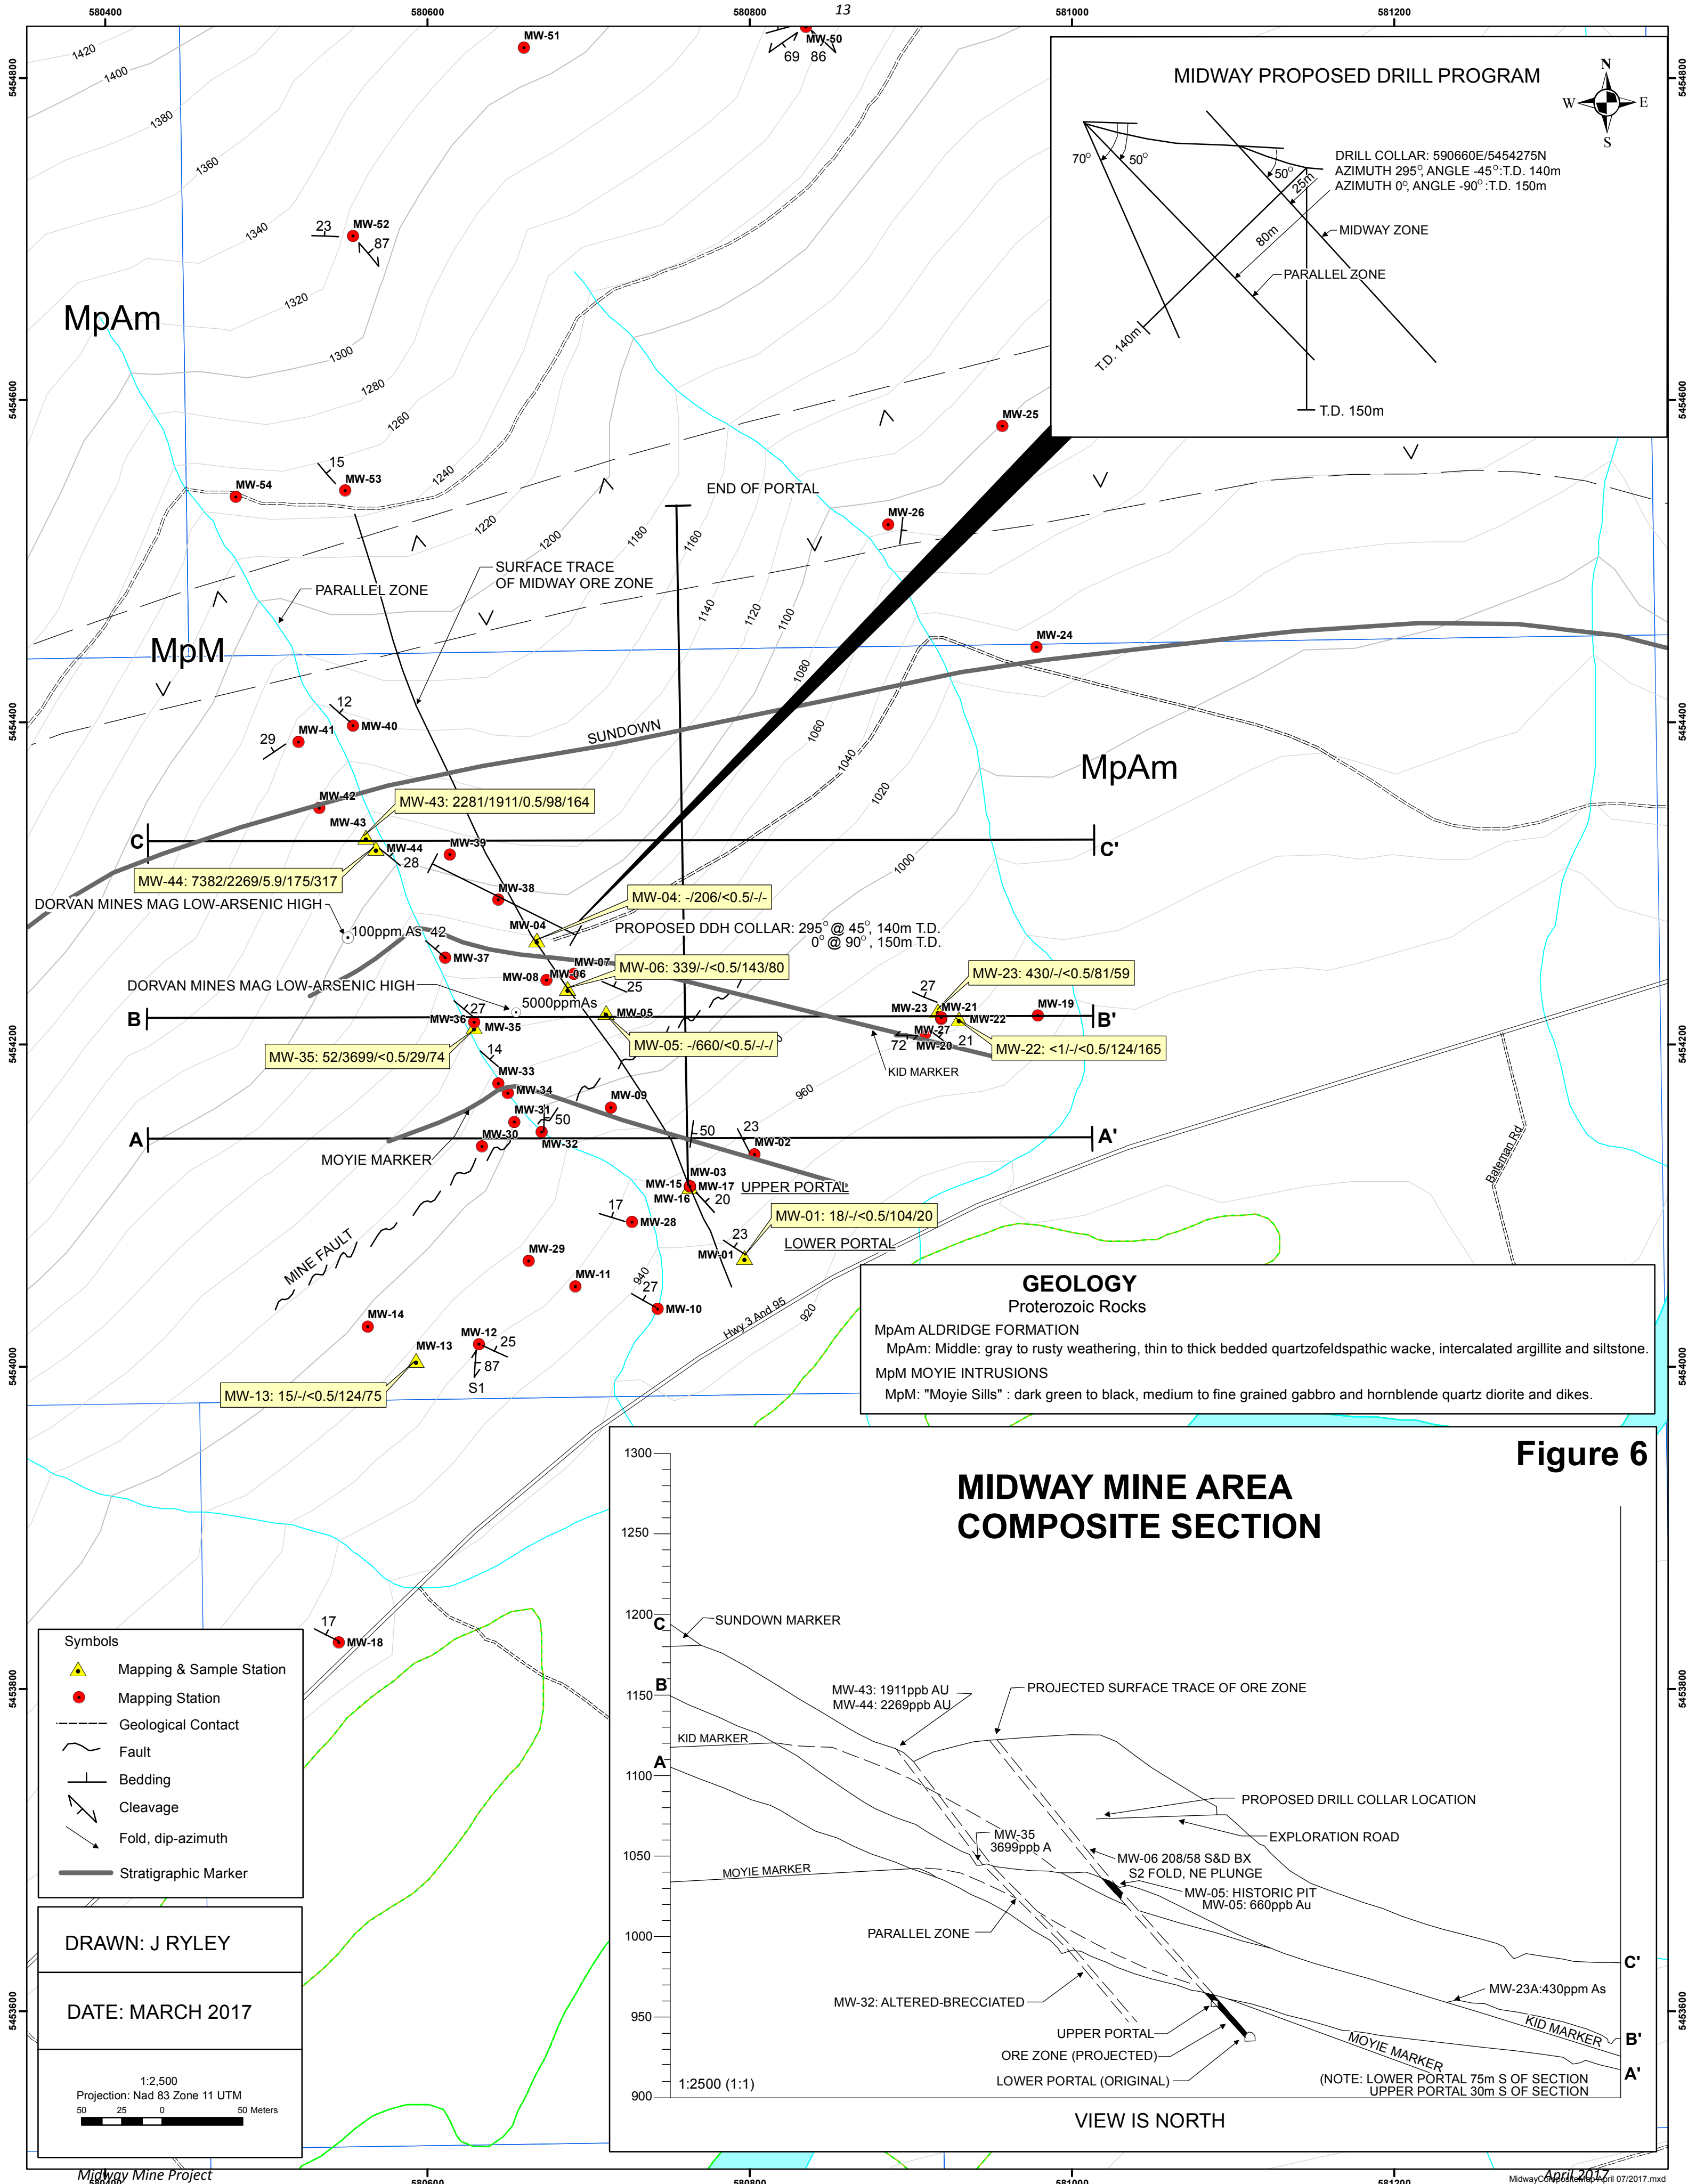 580400
580600
580800
581000
581200
13
5454800
5454600
5454400
5454200
5454000
5453800
5453600
5454800
5454600
5454400
5454200
5454000
5453800
5453600
1420
1400
1380
1360
1340
1320
1300
1280
1260
1240
1220
1200
1180
1160
1140
1120
1100
1080
1060
1040
1020
1000
960
940
920
MW-51
MW-50
69 86
MW-52
23
87
MpAm
MIDWAY PROPOSED DRILL PROGRAM
N
W
E
S
70°
50°
50°
25m
80m
DRILL COLLAR: 590660E/5454275N
AZIMUTH 295°, ANGLE -45°:T.D. 140m
AZIMUTH 0°, ANGLE -90°:T.D. 150m
MIDWAY ZONE
PARALLEL ZONE
T.D. 140m
T.D. 150m
MW-25
15
MW-53
MW-54
END OF PORTAL
MW-26
SURFACE TRACE
OF MIDWAY ORE ZONE
PARALLEL ZONE
MpM
MW-24
12
MW-40
MW-41
29
SUNDOWN
MpAm
MW-42
MW-43: 2281/1911/0.5/98/164
MW-43
C
C'
MW-44
28
MW-39
MW-44: 7382/2269/5.9/175/317
MW-38
DORVAN MINES MAG LOW-ARSENIC HIGH
MW-04: -/206/<0.5/-/-
MW-04
100ppm As
42
PROPOSED DDH COLLAR: 295° @ 45°, 140m T.D.
0° @ 90°, 150m T.D.
MW-37
MW-07
MW-08
MW-06
MW-06: 339/-/<0.5/143/80
25
MW-23: 430/-/<0.5/81/59
DORVAN MINES MAG LOW-ARSENIC HIGH
5000ppmAs
27
MW-23
MW-21
MW-22
MW-19
B
B'
MW-36
27
MW-35
MW-05
MW-27
72
MW-20
21
MW-35: 52/3699/<0.5/29/74
MW-05: -/660/<0.5/-/-/
MW-22: <1/-/<0.5/124/165
KID MARKER
14
MW-33
MW-34
MW-09
MW-31
50
MW-32
MW-30
A
A'
50
23
MW-02
MOYIE MARKER
MW-03
MW-15
MW-17
MW-16
20
UPPER PORTAL
17
MW-28
MW-01: 18/-/<0.5/104/20
23
LOWER PORTAL
MW-01
MINE FAULT
MW-29
MW-11
27
MW-10
MW-14
MW-12
25
87
S1
MW-13
MW-13: 15/-/<0.5/124/75
Hwy 3 And 95
Bateman Rd
17
MW-18
GEOLOGY
Proterozoic Rocks
MpAm ALDRIDGE FORMATION
MpAm: Middle: gray to rusty weathering, thin to thick bedded quartzofeldspathic wacke, intercalated argillite and siltstone.
MpM MOYIE INTRUSIONS
MpM: "Moyie Sills" : dark green to black, medium to fine grained gabbro and hornblende quartz diorite and dikes.
Figure 6
MIDWAY MINE AREA
COMPOSITE SECTION
1300
1250
1200
1150
1100
1050
1000
950
900
C
B
A
SUNDOWN MARKER
MW-43: 1911ppb AU
MW-44: 2269ppb AU
PROJECTED SURFACE TRACE OF ORE ZONE
KID MARKER
PROPOSED DRILL COLLAR LOCATION
EXPLORATION ROAD
MW-35
3699ppb A
MW-06 208/58 S&D BX
S2 FOLD, NE PLUNGE
MOYIE MARKER
MW-05: HISTORIC PIT
MW-05: 660ppb Au
PARALLEL ZONE
C'
MW-23A:430ppm As
MW-32: ALTERED-BRECCIATED
KID MARKER
B'
UPPER PORTAL
MOYIE MARKER
ORE ZONE (PROJECTED)
A'
LOWER PORTAL (ORIGINAL)
(NOTE: LOWER PORTAL 75m S OF SECTION
UPPER PORTAL 30m S OF SECTION
1:2500 (1:1)
VIEW IS NORTH
Symbols
Mapping & Sample Station
Mapping Station
Geological Contact
Fault
Bedding
Cleavage
Fold, dip-azimuth
Stratigraphic Marker
DRAWN: J RYLEY
DATE: MARCH 2017
1:2,500
Projection: Nad 83 Zone 11 UTM
50 25 0 50 Meters
580400
580600
580800
581000
581200
Midway Mine Project
April 2017
MidwayCompositeMap April 07/2017.mxd